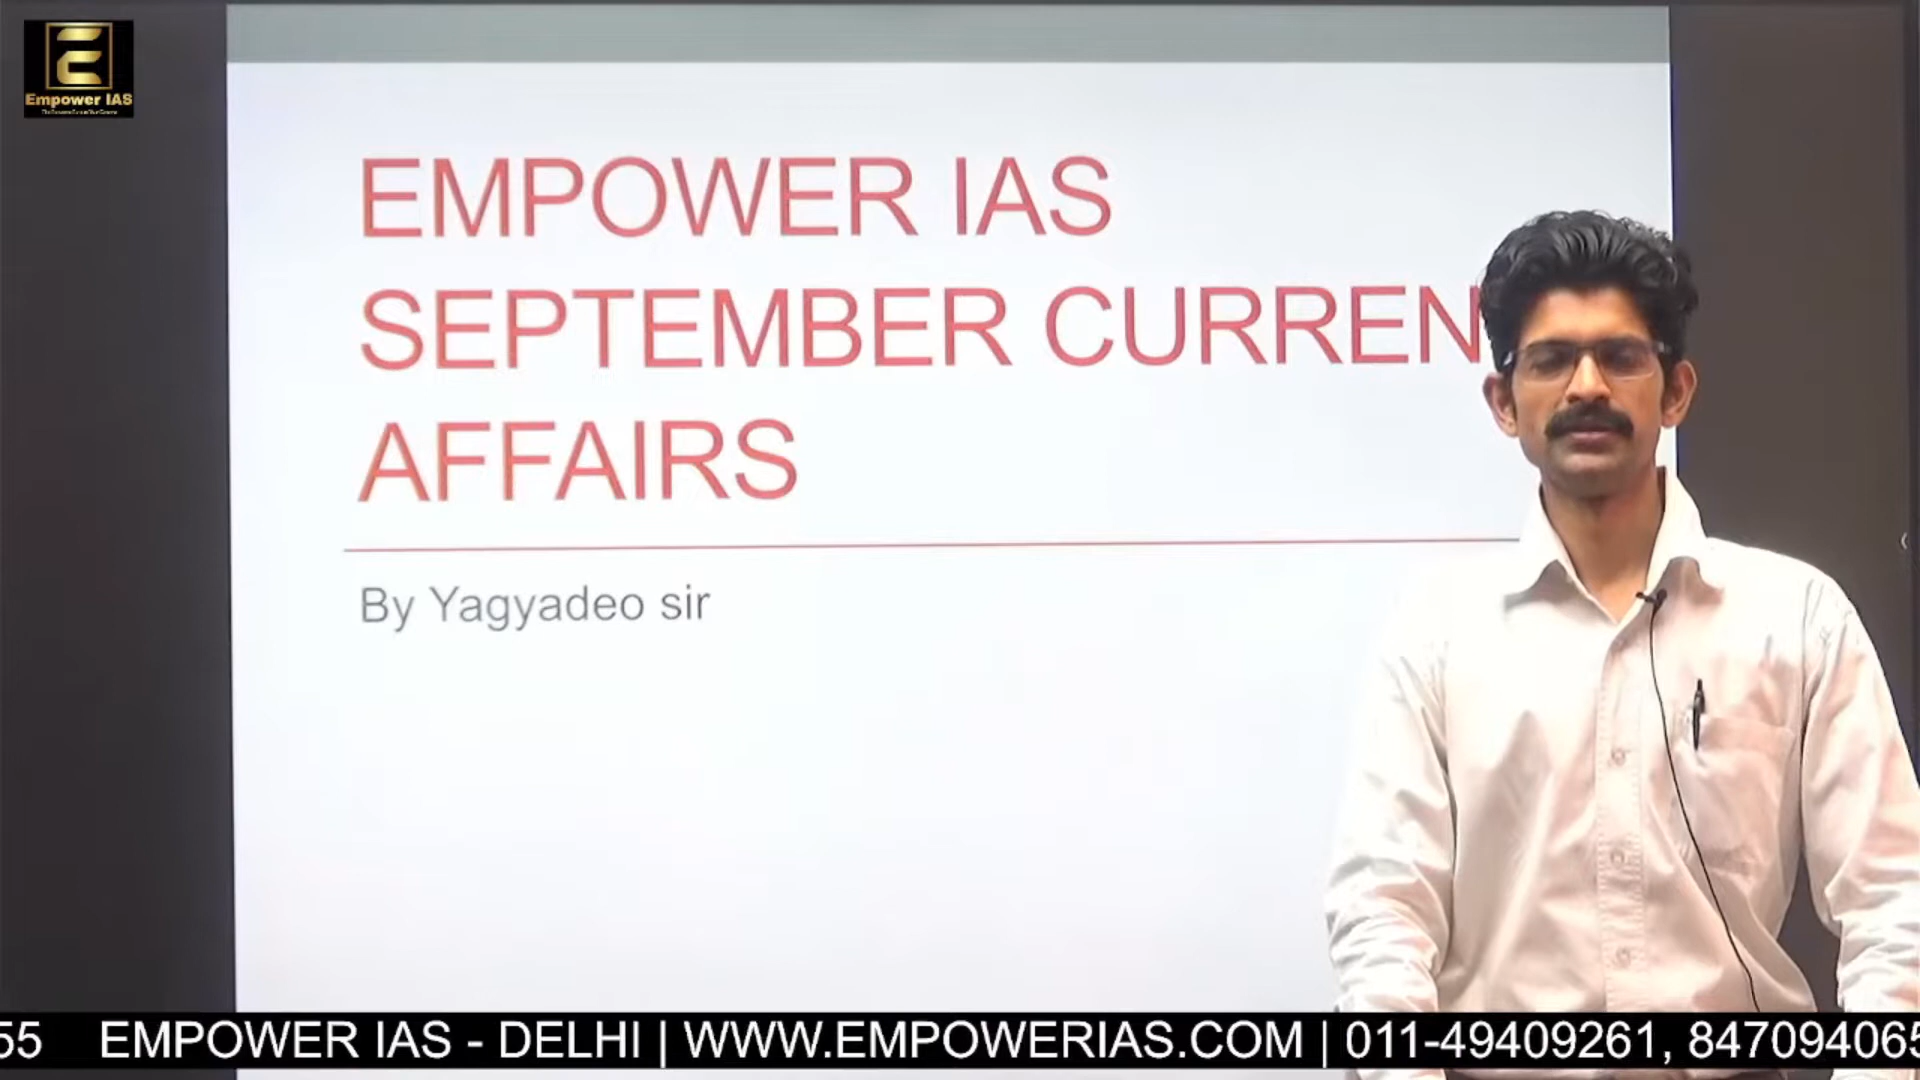 Empower IAS
EMPOWER IAS
SEPTEMBER CURREN
AFFAIRS
By Yagyadeo sir
55 EMPOWER IAS - DELHI | WWW.EMPOWERIAS.COM | 011-49409261, 847094065